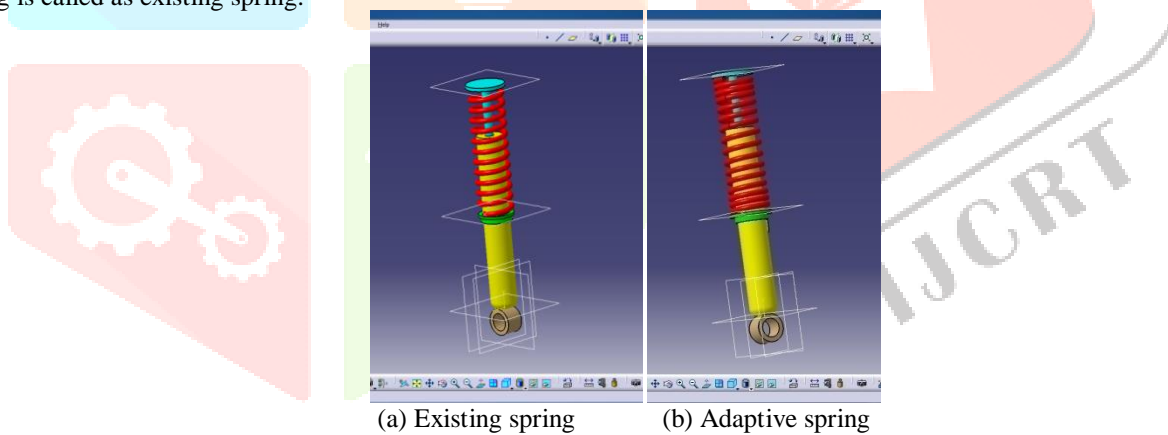 g is called as existing spring.
Help
IJCRT
(a) Existing spring
(b) Adaptive spring